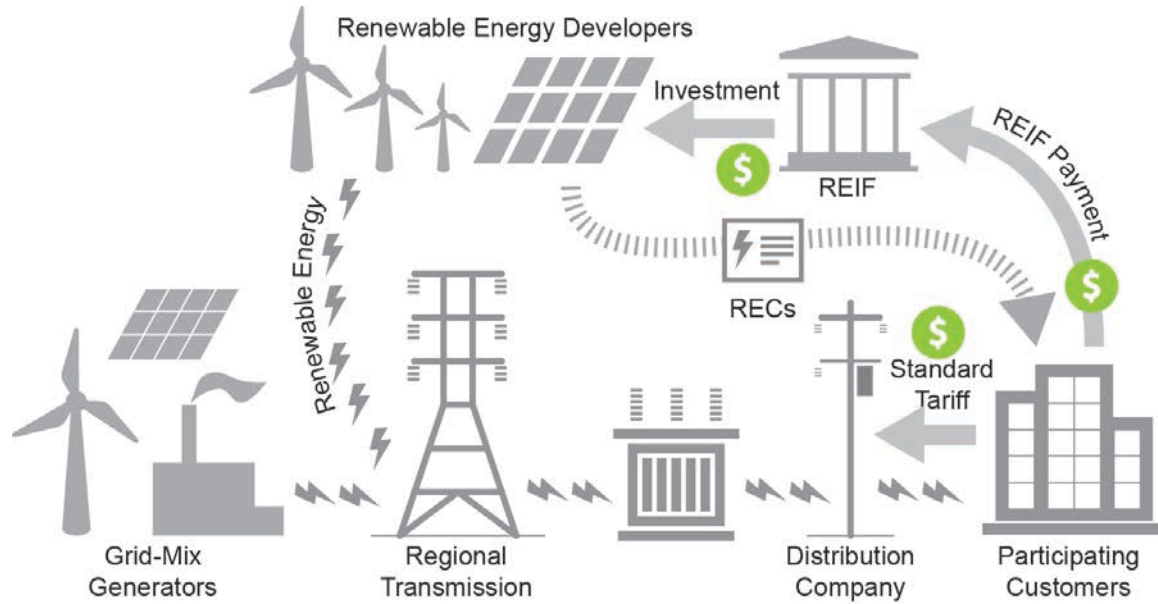 Renewable Energy Developers
Investment
$
REIF
REIF Payment
$
Renewable Energy
RECs
$
Standard
Tariff
Grid-Mix
Generators
Regional
Transmission
Distribution
Company
Participating
Customers